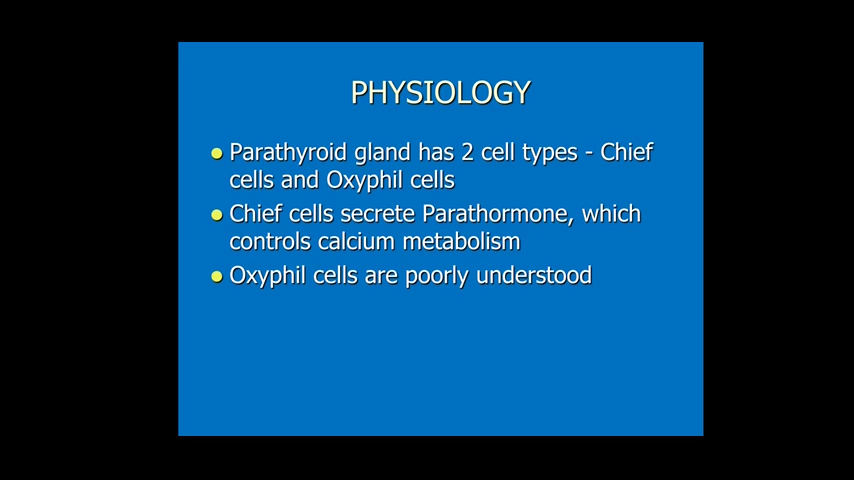 PHYSIOLOGY
● Parathyroid gland has 2 cell types - Chief
cells and Oxyphil cells
● Chief cells secrete Parathormone, which
controls calcium metabolism
● Oxyphil cells are poorly understood